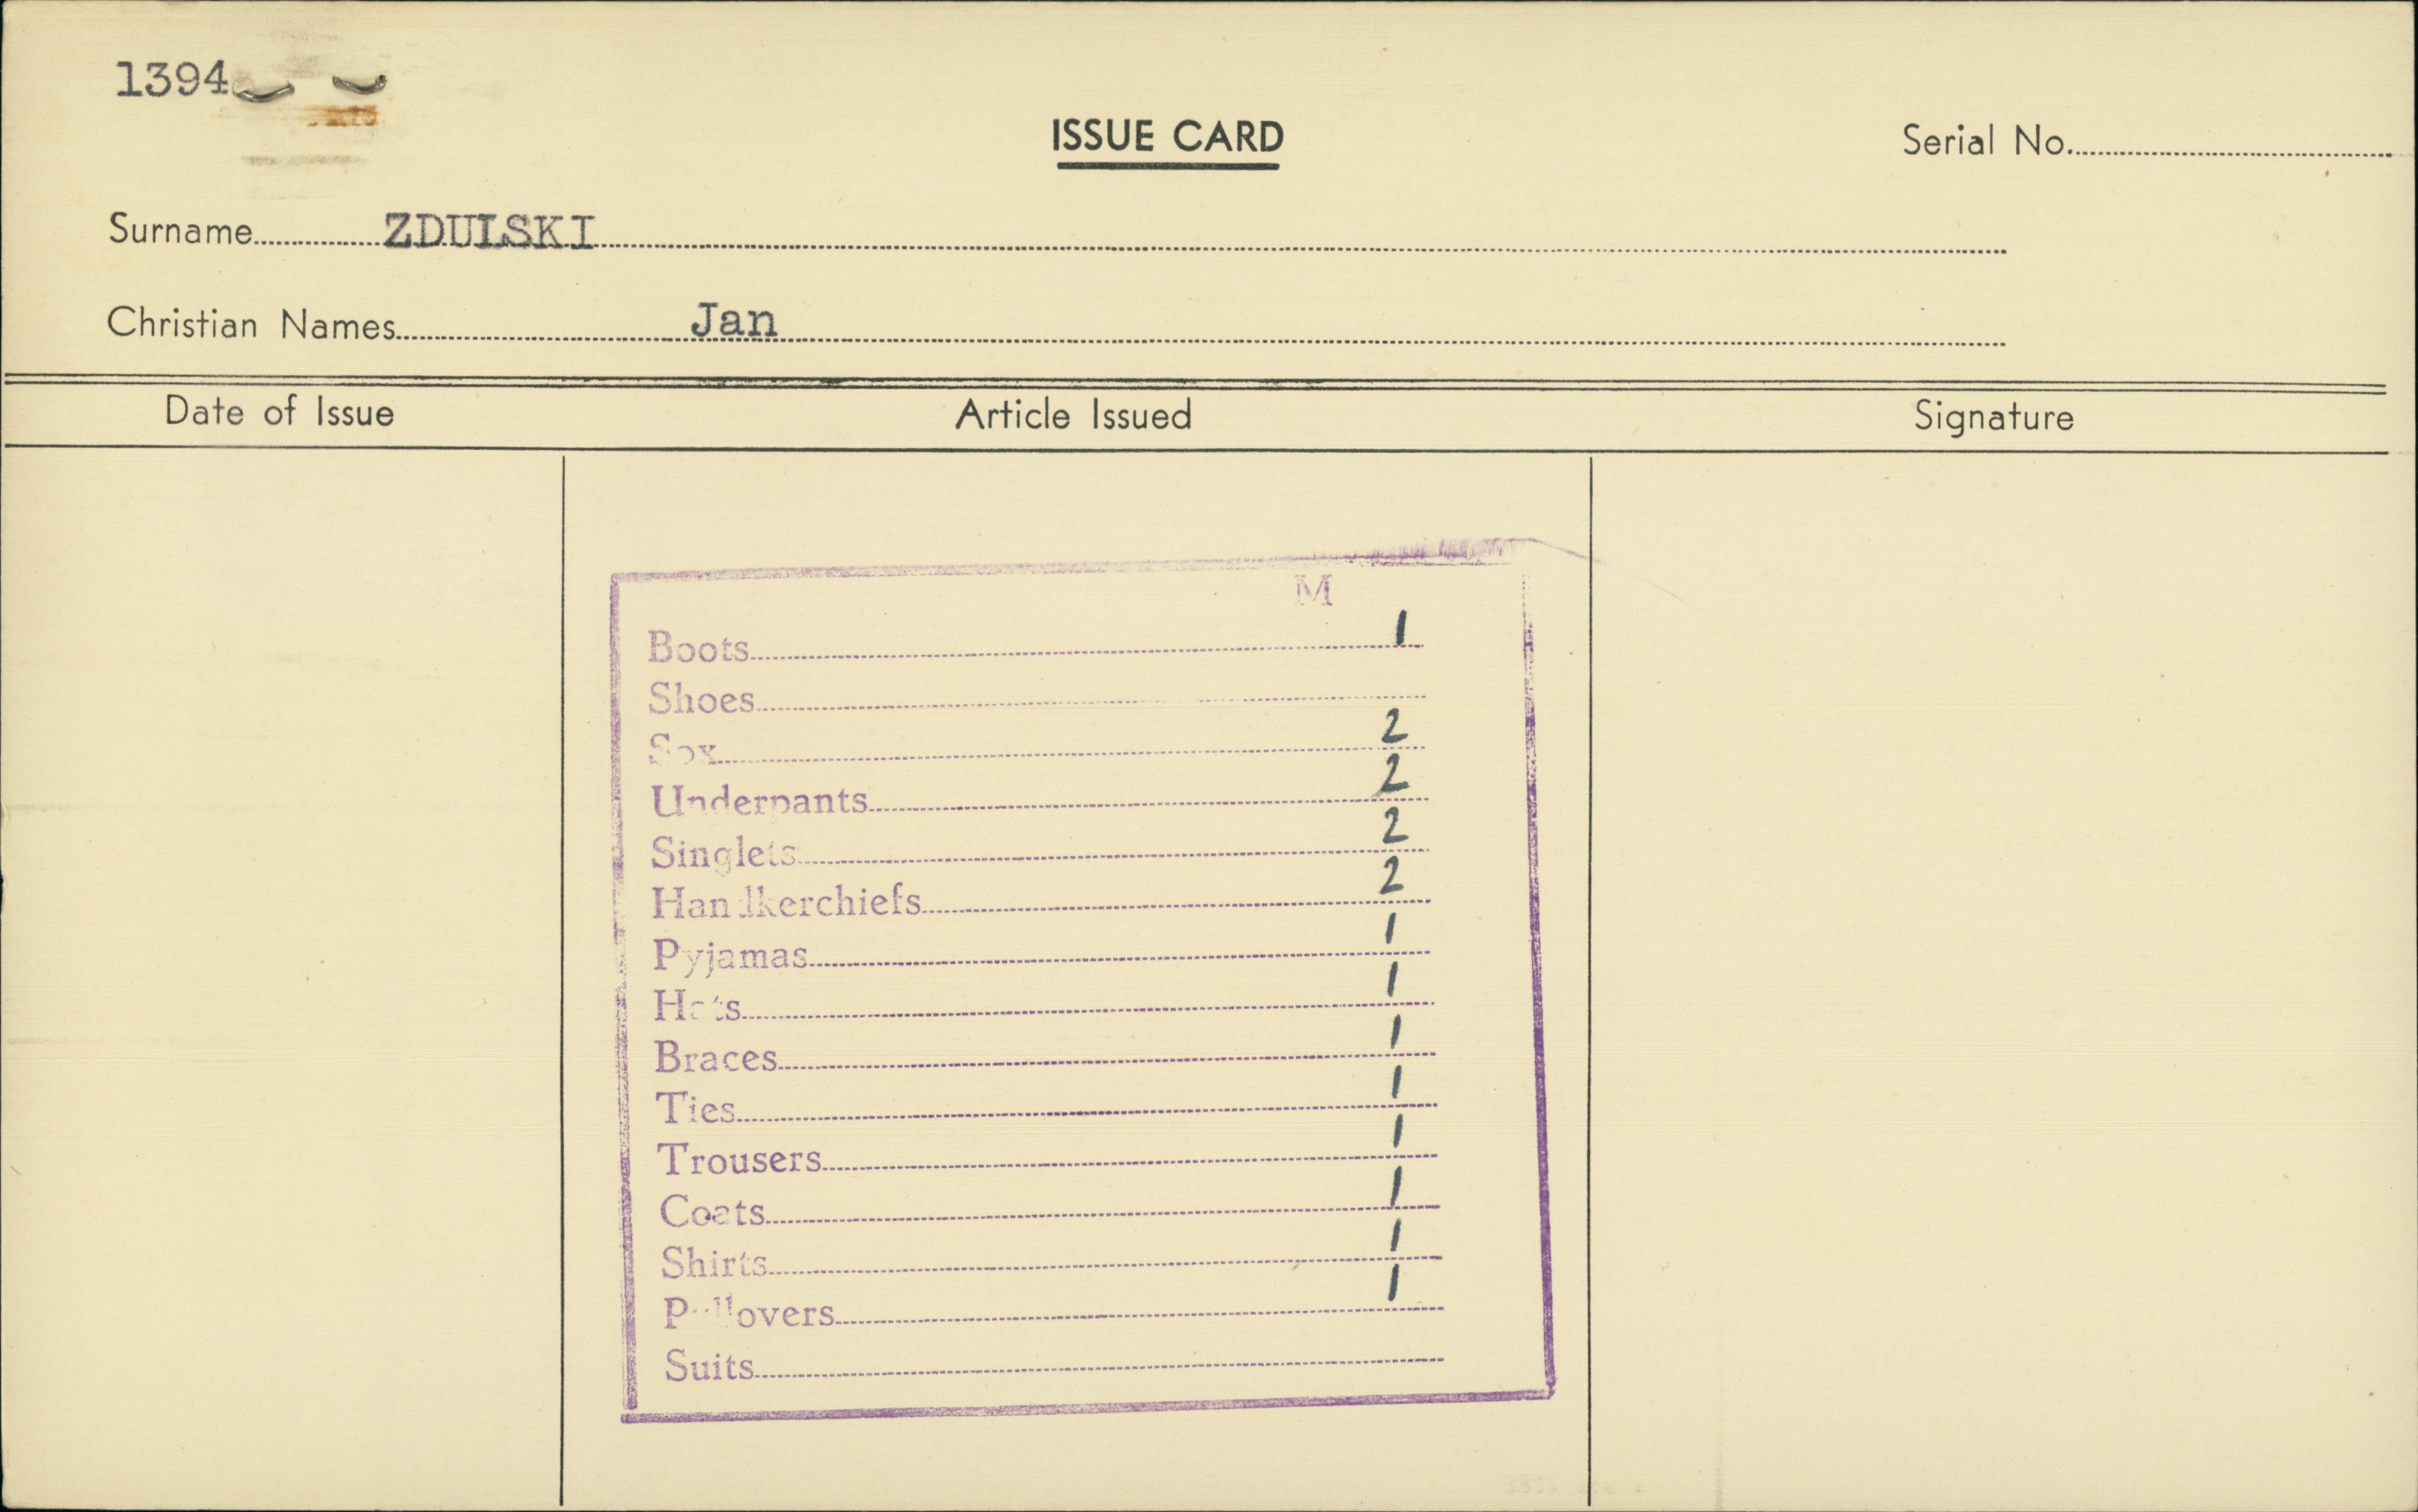 1394
ISSUE CARD
Serial No.
Surname ZDULSKI
Christian Names Jan
Date of Issue Article Issued Signature
M
Boots 1
Shoes
Sox 2
Underpants 2
Singlets 2
Handkerchiefs 2
Pyjamas 1
Hats 1
Braces 1
Ties 1
Trousers 1
Coats 1
Shirts 1
Pullovers 1
Suits